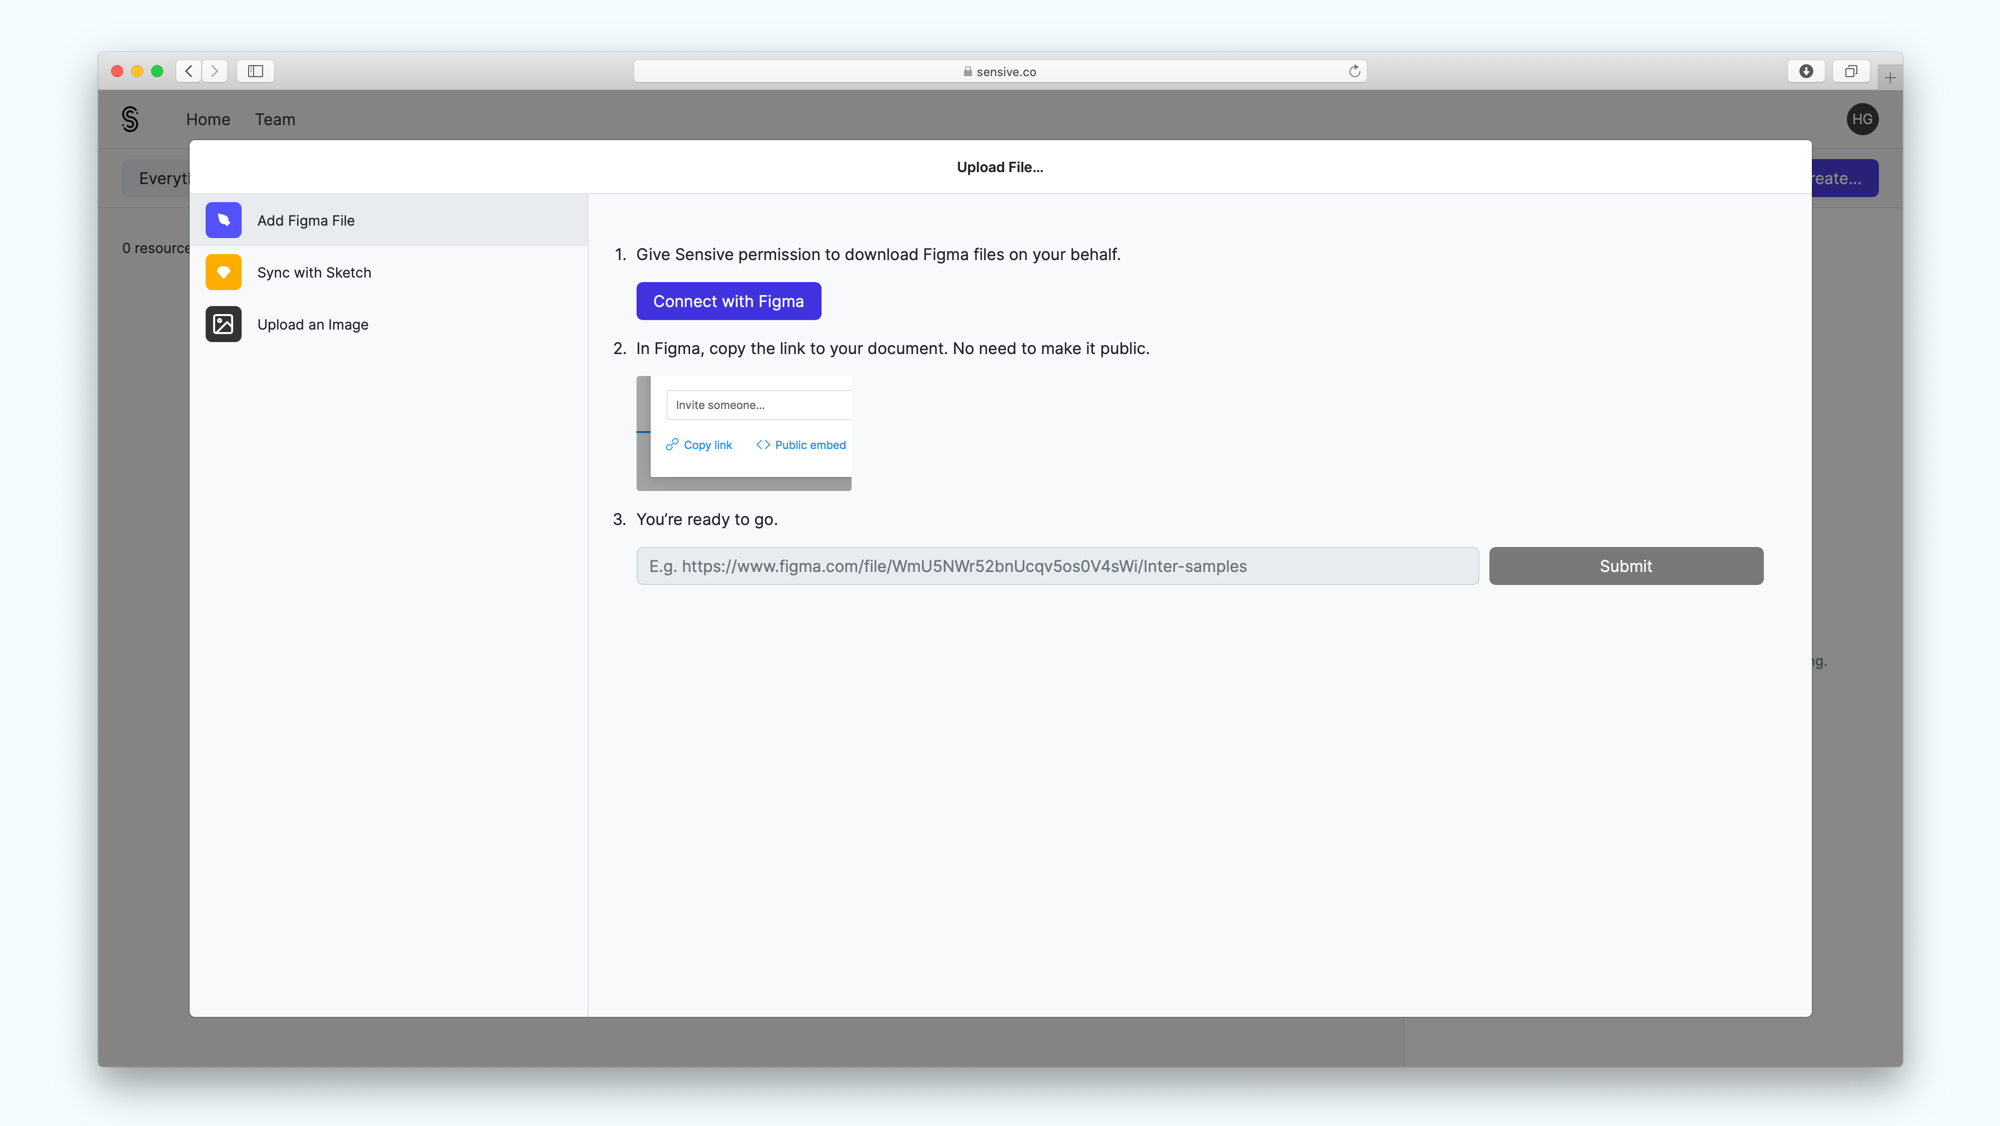 sensive.co
Home Team
HG
Upload File...
Add Figma File
Sync with Sketch
Upload an Image
0
1. Give Sensive permission to download Figma files on your behalf.
Connect with Figma
2. In Figma, copy the link to your document. No need to make it public.
Invite someone...
Copy link Public embed
3. You’re ready to go.
E.g. https://www.figma.com/file/WmU5NWr52bnUcqv5os0V4sWi/Inter-samples
Submit